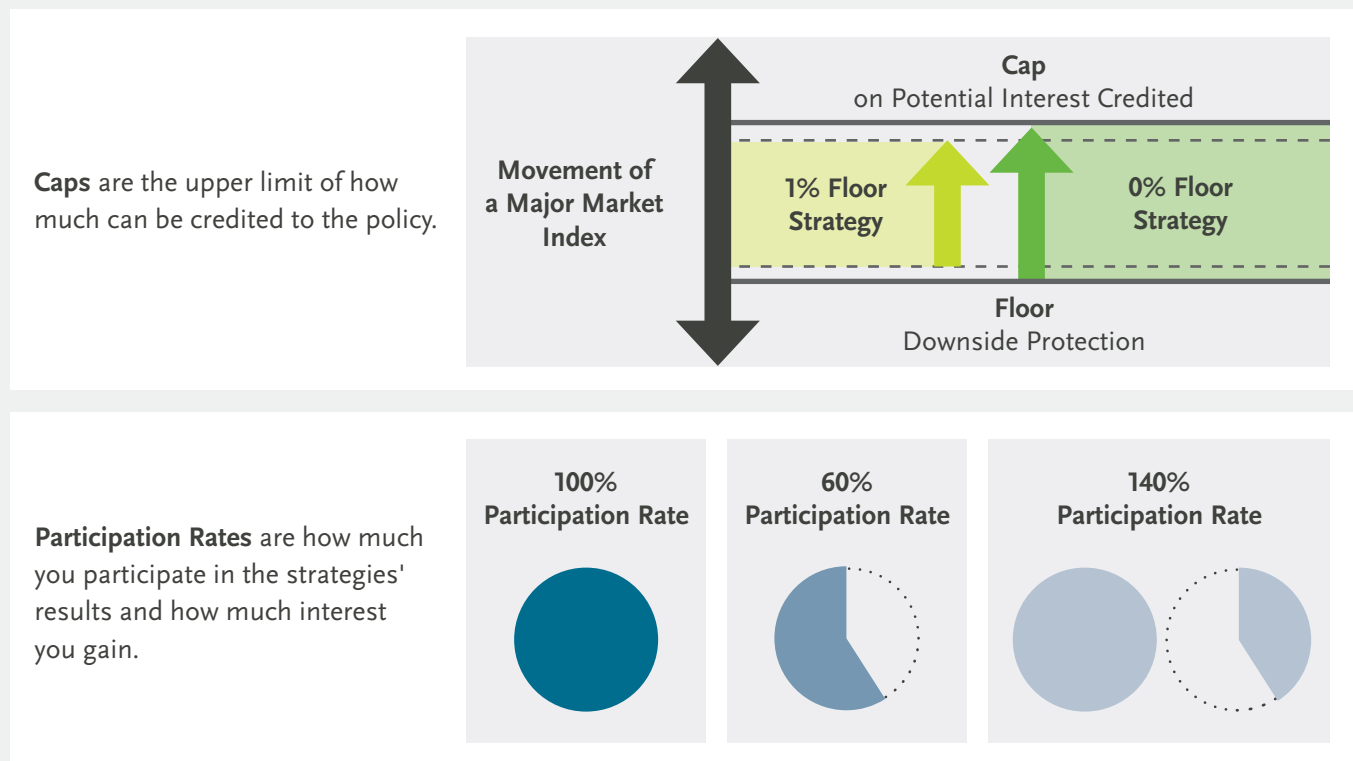 Caps are the upper limit of how
much can be credited to the policy.
Movement of
a Major Market
Index
Cap
on Potential Interest Credited
1% Floor
Strategy
0% Floor
Strategy
Floor
Downside Protection
Participation Rates are how much
you participate in the strategies'
results and how much interest
you gain.
100%
Participation Rate
60%
Participation Rate
140%
Participation Rate